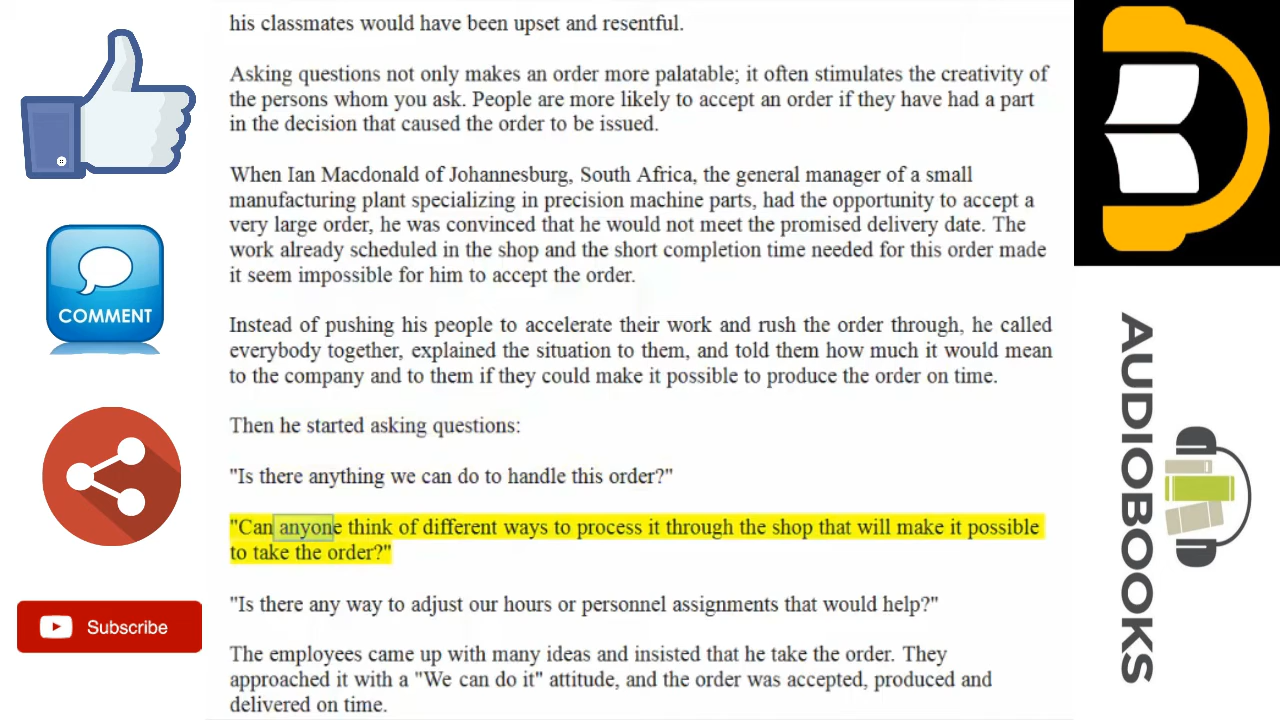 his classmates would have been upset and resentful.
Asking questions not only makes an order more palatable; it often stimulates the creativity of
the persons whom you ask. People are more likely to accept an order if they have had a part
in the decision that caused the order to be issued.
When Ian Macdonald of Johannesburg, South Africa, the general manager of a small
manufacturing plant specializing in precision machine parts, had the opportunity to accept a
very large order, he was convinced that he would not meet the promised delivery date. The
work already scheduled in the shop and the short completion time needed for this order made
it seem impossible for him to accept the order.
Instead of pushing his people to accelerate their work and rush the order through, he called
everybody together, explained the situation to them, and told them how much it would mean
to the company and to them if they could make it possible to produce the order on time.
Then he started asking questions:
"Is there anything we can do to handle this order?"
"Can anyone think of different ways to process it through the shop that will make it possible
to take the order?"
"Is there any way to adjust our hours or personnel assignments that would help?"
The employees came up with many ideas and insisted that he take the order. They
approached it with a "We can do it" attitude, and the order was accepted, produced and
delivered on time.
COMMENT
Subscribe
AUDIOBOOKS